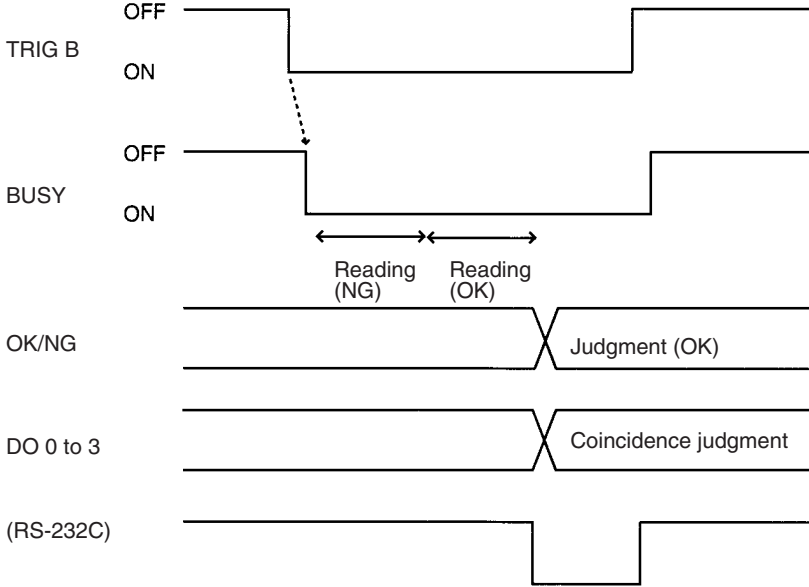 OFF
TRIG B
ON
OFF
BUSY
ON
Reading
(NG)
Reading
(OK)
OK/NG
Judgment (OK)
DO 0 to 3
Coincidence judgment
(RS-232C)